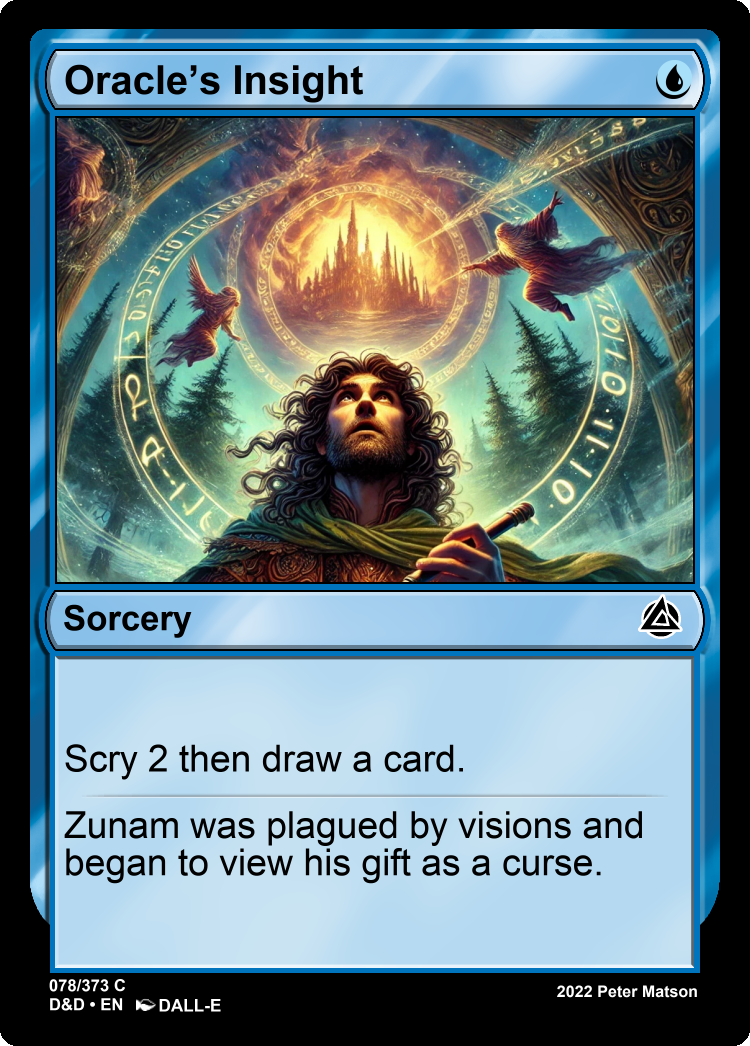 Oracle's Insight
Sorcery
Scry 2 then draw a card.
Zunam was plagued by visions and
began to view his gift as a curse.
078/373 C
D&D • EN DALL-E
2022 Peter Matson